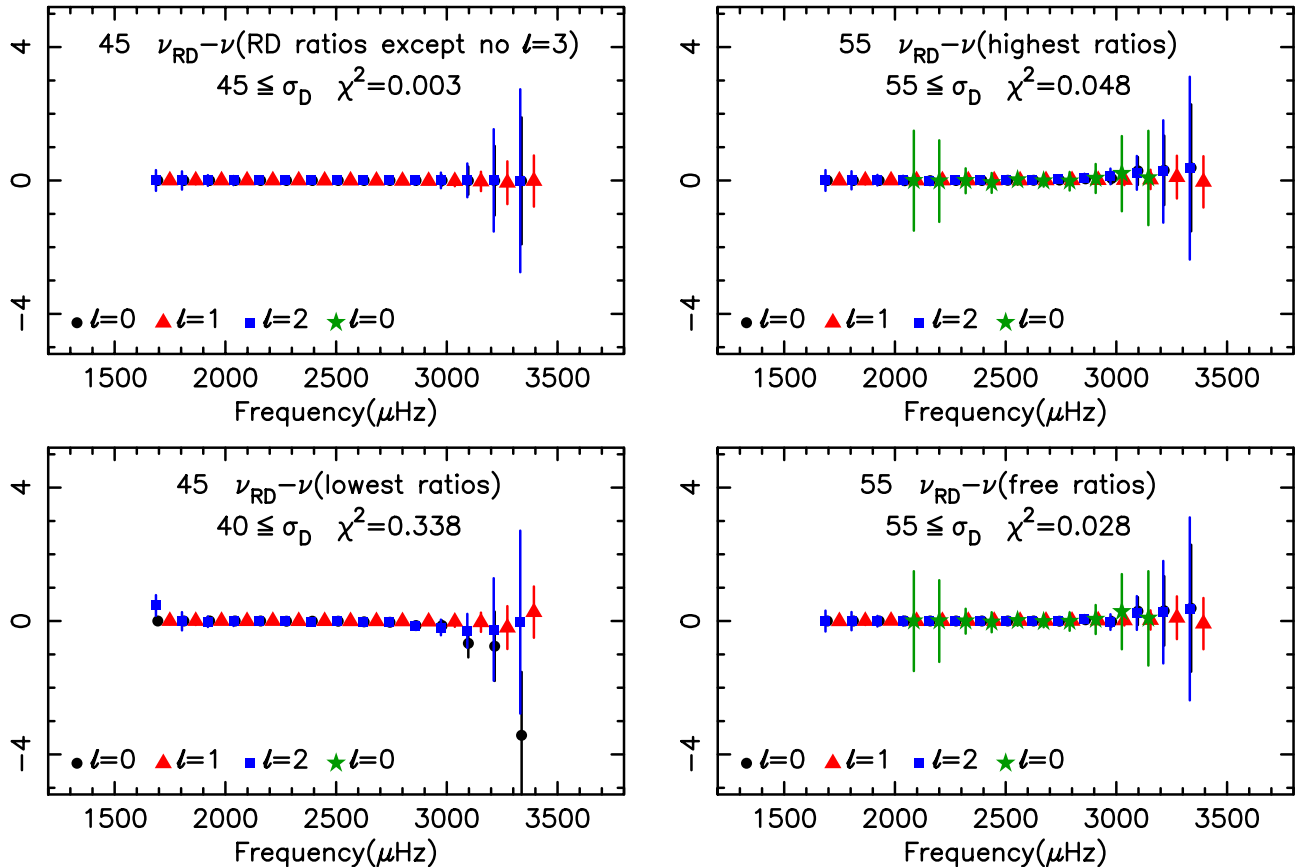 45 ν_RD−ν(RD ratios except no ℓ=3)
45 ≦ σ_D χ²=0.003
4
0
−4
ℓ=0 ℓ=1 ℓ=2 ℓ=0
1500 2000 2500 3000 3500
Frequency(μHz)
55 ν_RD−ν(highest ratios)
55 ≦ σ_D χ²=0.048
4
0
−4
ℓ=0 ℓ=1 ℓ=2 ℓ=0
1500 2000 2500 3000 3500
Frequency(μHz)
45 ν_RD−ν(lowest ratios)
40 ≦ σ_D χ²=0.338
4
0
−4
ℓ=0 ℓ=1 ℓ=2 ℓ=0
1500 2000 2500 3000 3500
Frequency(μHz)
55 ν_RD−ν(free ratios)
55 ≦ σ_D χ²=0.028
4
0
−4
ℓ=0 ℓ=1 ℓ=2 ℓ=0
1500 2000 2500 3000 3500
Frequency(μHz)